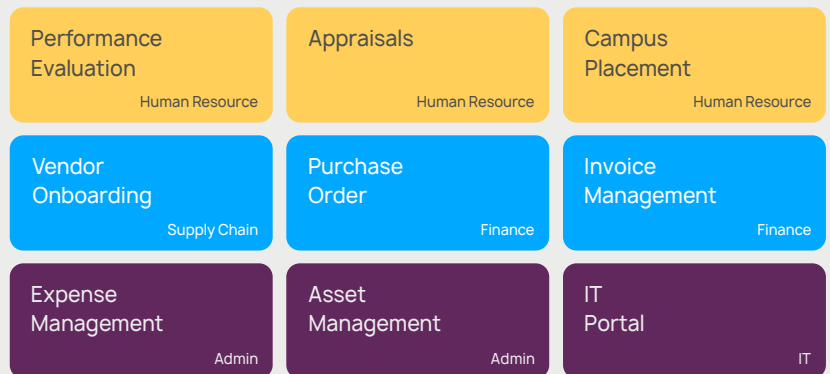 Performance
Evaluation
Human Resource
Appraisals
Human Resource
Campus
Placement
Human Resource
Vendor
Onboarding
Supply Chain
Purchase
Order
Finance
Invoice
Management
Finance
Expense
Management
Admin
Asset
Management
Admin
IT
Portal
IT